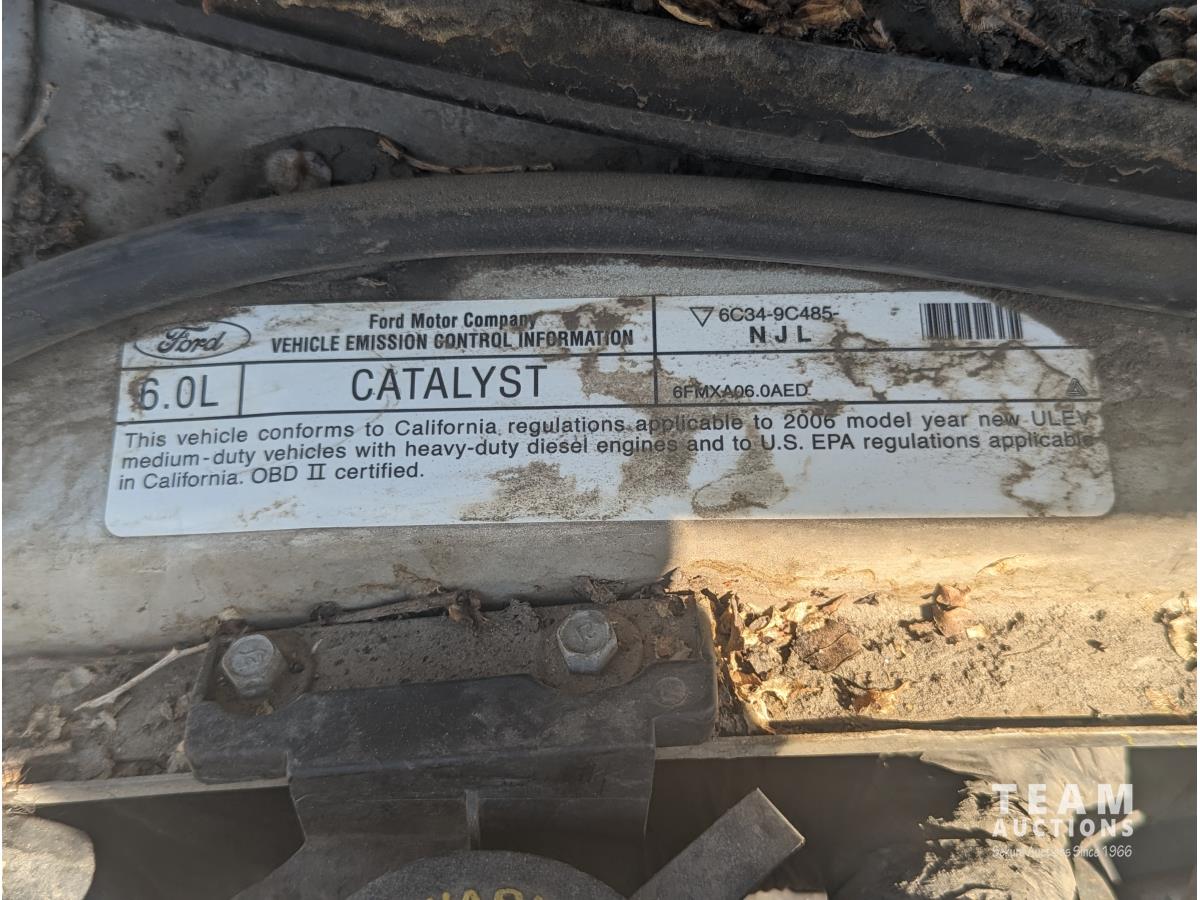 Ford
Ford Motor Company
VEHICLE EMISSION CONTROL INFORMATION
6C34-9C485-
NJL
6.0L
CATALYST
6FMXA06.0AED
This vehicle conforms to California regulations applicable to 2006 model year new ULEV
medium-duty vehicles with heavy-duty diesel engines and to U.S. EPA regulations applicable
in California. OBD II certified.
TEAM
AUCTIONS
Since 1966